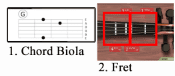 G
1. Chord Biola
2. Fret